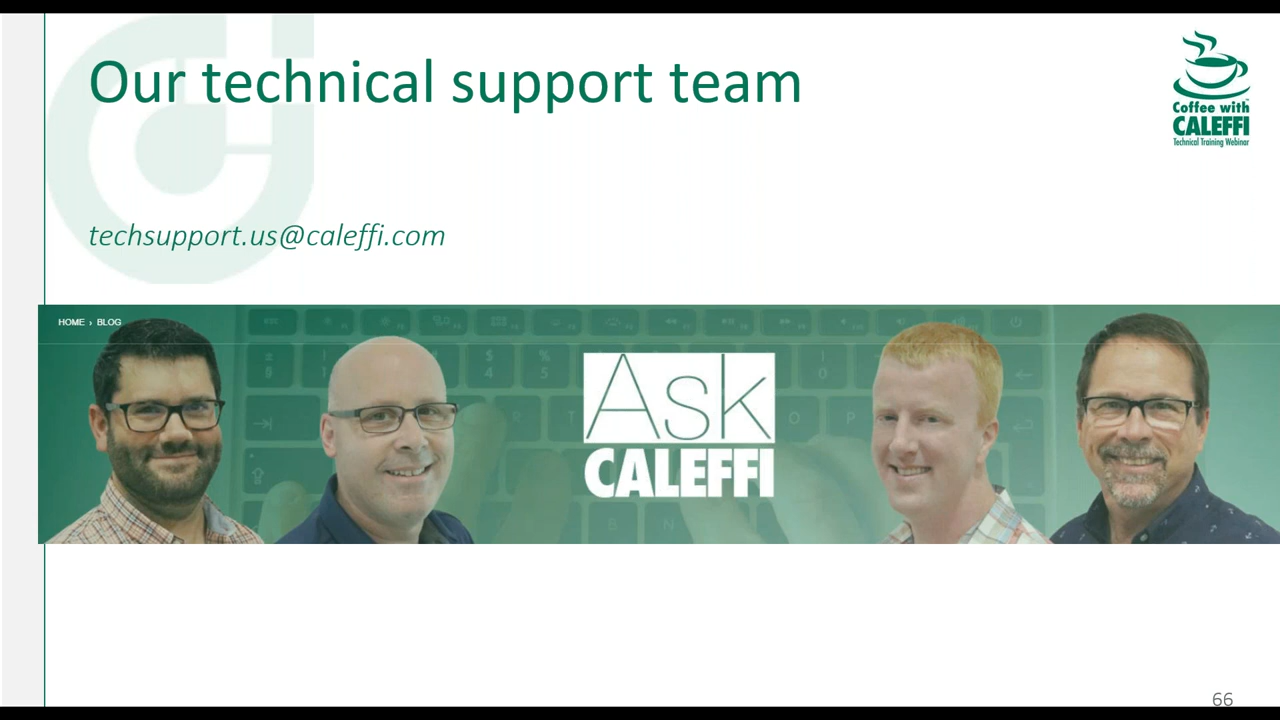 Our technical support team
Coffee with
CALEFFI
Technical Training Webinar
techsupport.us@caleffi.com
HOME › BLOG
Ask
CALEFFI
66